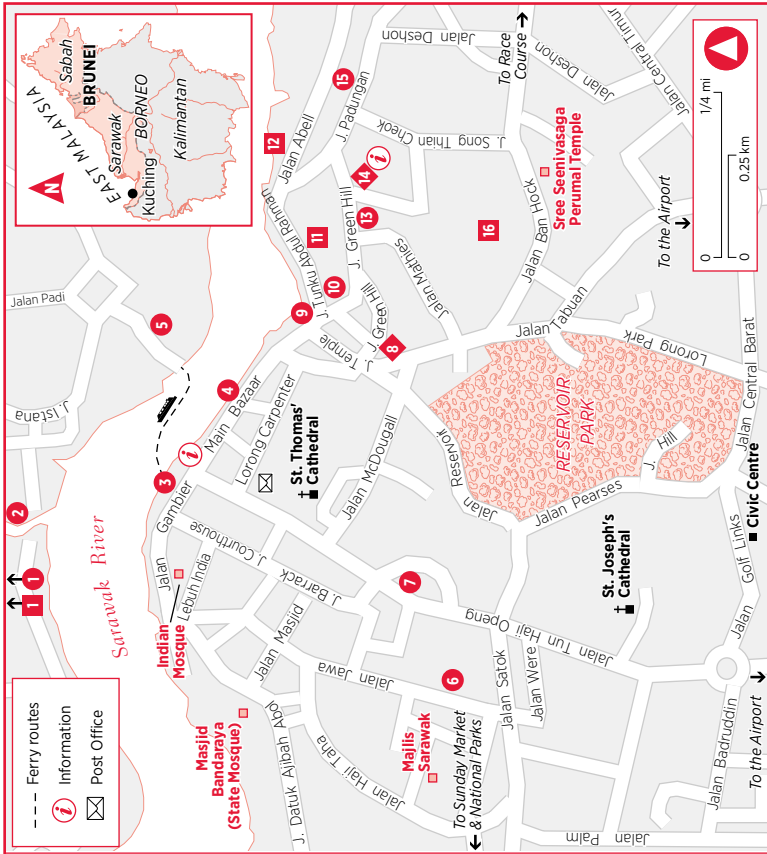 Ferry routes
Information
Post Office
N
EAST MALAYSIA
Sabah
BRUNEI
Sarawak
BORNEO
Kalimantan
Kuching
0
1/4 mi
0
0.25 km
Sarawak River
1
1
2
3
4
5
6
7
8
9
10
11
12
13
14
15
16
i
i
i
Jalan Padi
J. Istana
Jalan
Gambier
Main Bazaar
Lorong Carpenter
Lebuh India
J. Courthouse
J. Barrack
Indian
Mosque
Masjid
Bandaraya
(State Mosque)
Majlis
Sarawak
St. Thomas'
Cathedral
St. Joseph's
Cathedral
Civic Centre
RESERVOIR
PARK
Sree Seenivasaga
Perumal Temple
Jalan Masjid
Jalan Jawa
J. Datuk Ajibah Abol
Jalan Haji Taha
Jalan McDougall
Jalan
Reservoir
Jalan Pearses
J. Hill
Jalan Tun Haji Openg
Jalan Satok
Jalan Were
To Sunday Market
& National Parks
Jalan Palm
Jalan Badruddin
To the Airport
Jalan
Golf Links
Jalan Central Barat
Lorong Park
Jalan Tabuan
J. Temple
J. Green Hill
J. Green Hill
J. Tunku Abdul Rahman
Jalan Abell
J. Padungan
J. Song Thian Cheok
Jalan Mathies
Jalan Ban Hock
Jalan Deshon
Jalan Deshon
To Race
Course
Jalan Central Timur
To the Airport